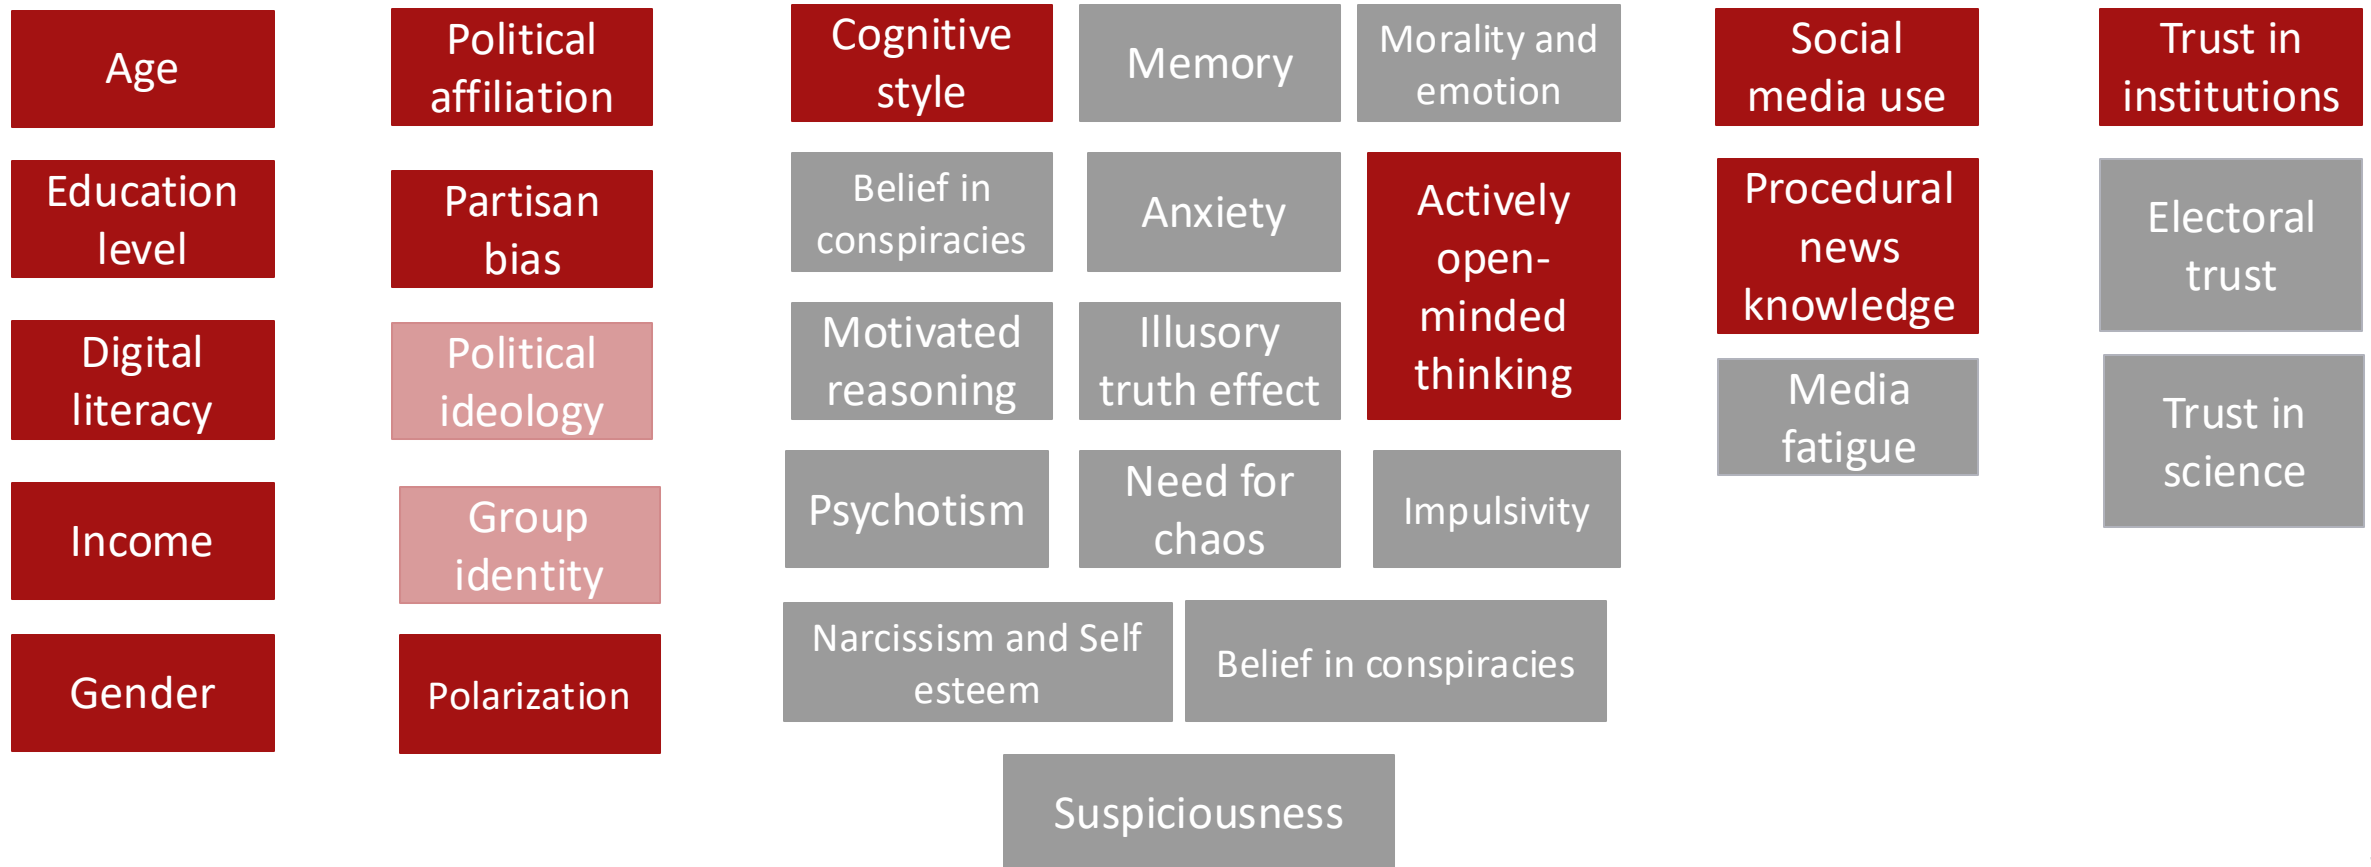 Age
Education
level
Digital
literacy
Income
Gender
Political
affiliation
Partisan
bias
Political
ideology
Group
identity
Polarization
Cognitive
style
Memory
Morality and
emotion
Belief in
conspiracies
Anxiety
Actively
open-
minded
thinking
Motivated
reasoning
Illusory
truth effect
Psychotism
Need for
chaos
Impulsivity
Narcissism and Self
esteem
Belief in conspiracies
Suspiciousness
Social
media use
Procedural
news
knowledge
Media
fatigue
Trust in
institutions
Electoral
trust
Trust in
science